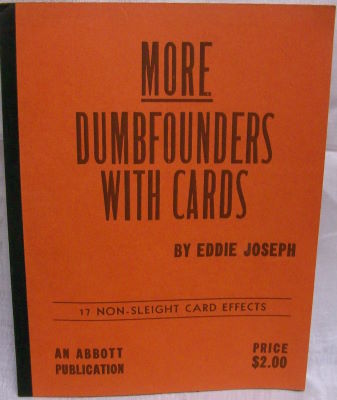 MORE
DUMBFOUNDERS
WITH CARDS
BY EDDIE JOSEPH
17 NON-SLEIGHT CARD EFFECTS
AN ABBOTT
PUBLICATION
PRICE
$2.00